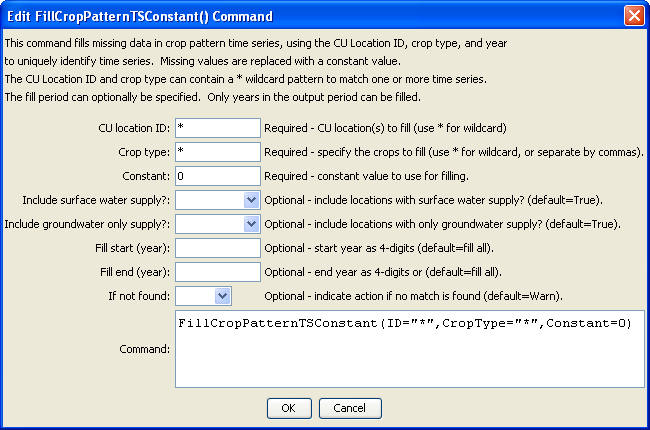 Edit FillCropPatternTSConstant() Command
This command fills missing data in crop pattern time series, using the CU Location ID, crop type, and year
to uniquely identify time series.  Missing values are replaced with a constant value.
The CU Location ID and crop type can contain a * wildcard pattern to match one or more time series.
The fill period can optionally be specified.  Only years in the output period can be filled.
CU location ID: * Required - CU location(s) to fill (use * for wildcard)
Crop type: * Required - specify the crops to fill (use * for wildcard, or separate by commas).
Constant: 0 Required - constant value to use for filling.
Include surface water supply?: Optional - include locations with surface water supply? (default=True).
Include groundwater only supply?: Optional - include locations with only groundwater supply? (default=True).
Fill start (year): Optional - start year as 4-digits (default=fill all).
Fill end (year): Optional - end year as 4-digits or (default=fill all).
If not found: Optional - indicate action if no match is found (default=Warn).
Command: FillCropPatternTSConstant(ID="*",CropType="*",Constant=0)
OK Cancel